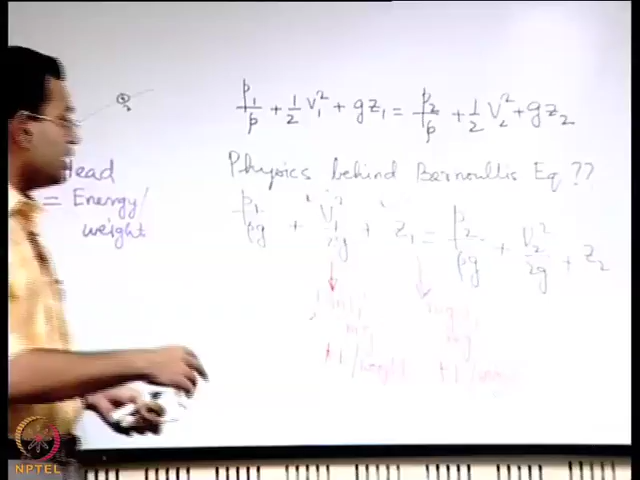 p₁/ρ + 1/2 V₁² + gz₁ = p₂/ρ + 1/2 V₂² + gz₂
Head
= Energy/
weight
Physics behind Bernoullis Eq ??
p₁/ρg + V₁²/2g + z₁ = p₂/ρg + V₂²/2g + z₂
NPTEL